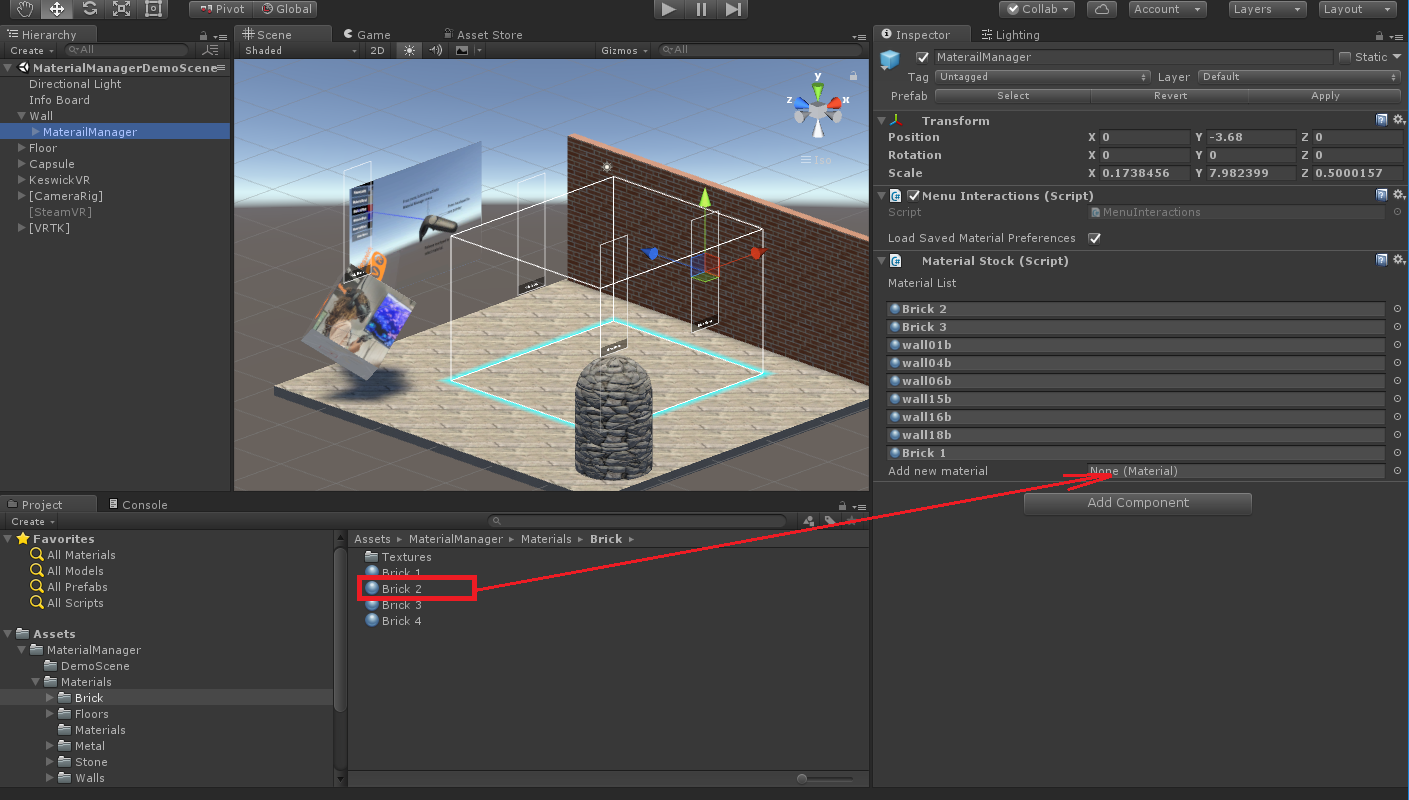 Pivot Global Collab Account Layers Layout
Hierarchy
Create All
MaterialManagerDemoScene
Directional Light
Info Board
Wall
MaterailManager
Floor
Capsule
KeswickVR
[CameraRig]
[SteamVR]
[VRTK]
Scene Game Asset Store
Shaded 2D Gizmos All
y
z x
Iso
Inspector Lighting
MaterailManager Static
Tag Untagged Layer Default
Prefab Select Revert Apply
Transform
Position X 0 Y -3.68 Z 0
Rotation X 0 Y 0 Z 0
Scale X 0.1738456 Y 7.982399 Z 0.5000157
Menu Interactions (Script)
Script MenuInteractions
Load Saved Material Preferences
Material Stock (Script)
Material List
Brick 2
Brick 3
wall01b
wall04b
wall06b
wall15b
wall16b
wall18b
Brick 1
Add new material None (Material)
Add Component
Project Console
Create
Favorites
All Materials
All Models
All Prefabs
All Scripts
Assets
MaterialManager
DemoScene
Materials
Brick
Floors
Materials
Metal
Stone
Walls
Assets MaterialManager Materials Brick
Textures
Brick 1
Brick 2
Brick 3
Brick 4